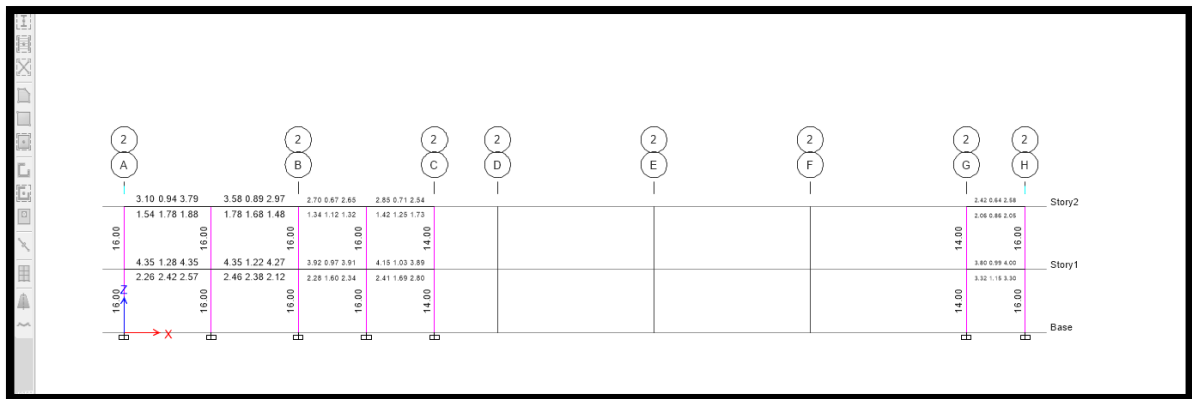 2 2 2 2 2 2 2 2
A B C D E F G H
3.10 0.94 3.79 3.58 0.89 2.97 2.70 0.67 2.65 2.85 0.71 2.54 2.42 0.64 2.58
Story2
1.54 1.78 1.88 1.78 1.68 1.48 1.34 1.12 1.32 1.42 1.25 1.73 2.06 0.86 2.05
16.00 16.00 16.00 16.00 14.00 14.00 16.00
4.35 1.28 4.35 4.35 1.22 4.27 3.92 0.97 3.91 4.15 1.03 3.89 3.80 0.99 4.00
Story1
2.26 2.42 2.57 2.46 2.38 2.12 2.28 1.60 2.34 2.41 1.69 2.80 3.32 1.15 3.30
16.00 16.00 16.00 16.00 14.00 14.00 16.00
Z
X
Base